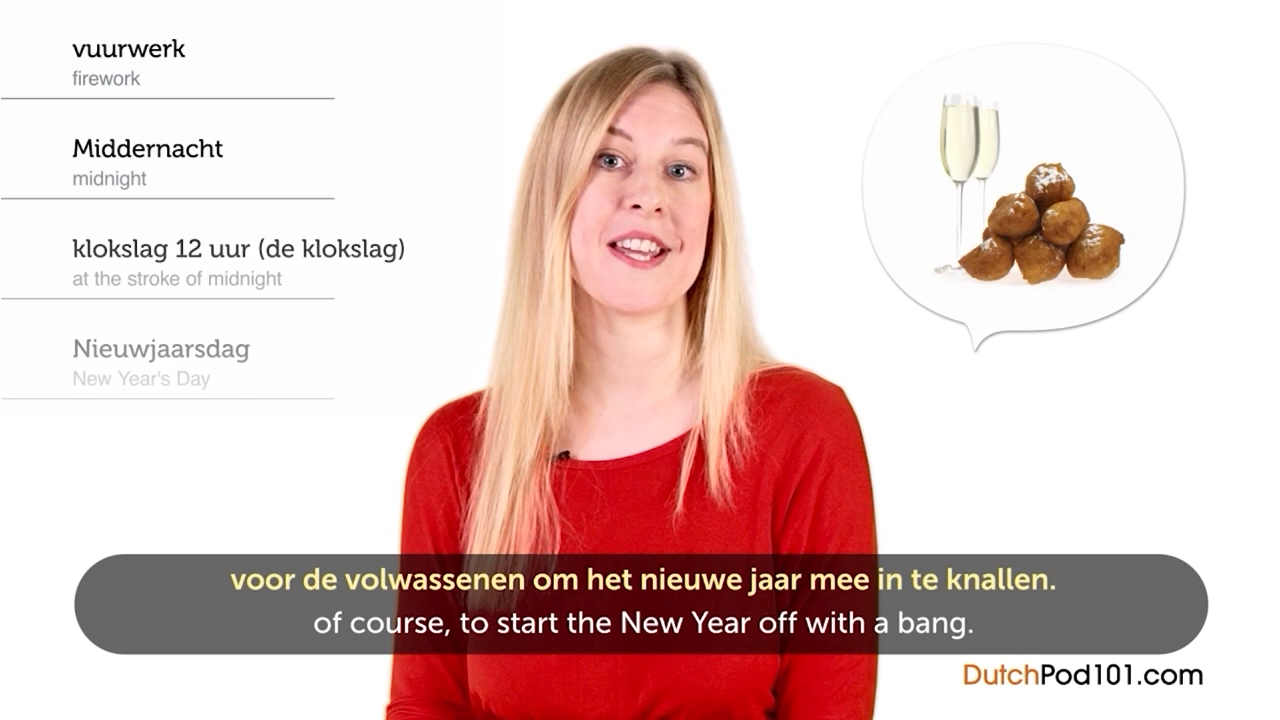 vuurwerk
firework
Middernacht
midnight
klokslag 12 uur (de klokslag)
at the stroke of midnight
Nieuwjaarsdag
New Year's Day
voor de volwassenen om het nieuwe jaar mee in te knallen.
of course, to start the New Year off with a bang.
DutchPod101.com